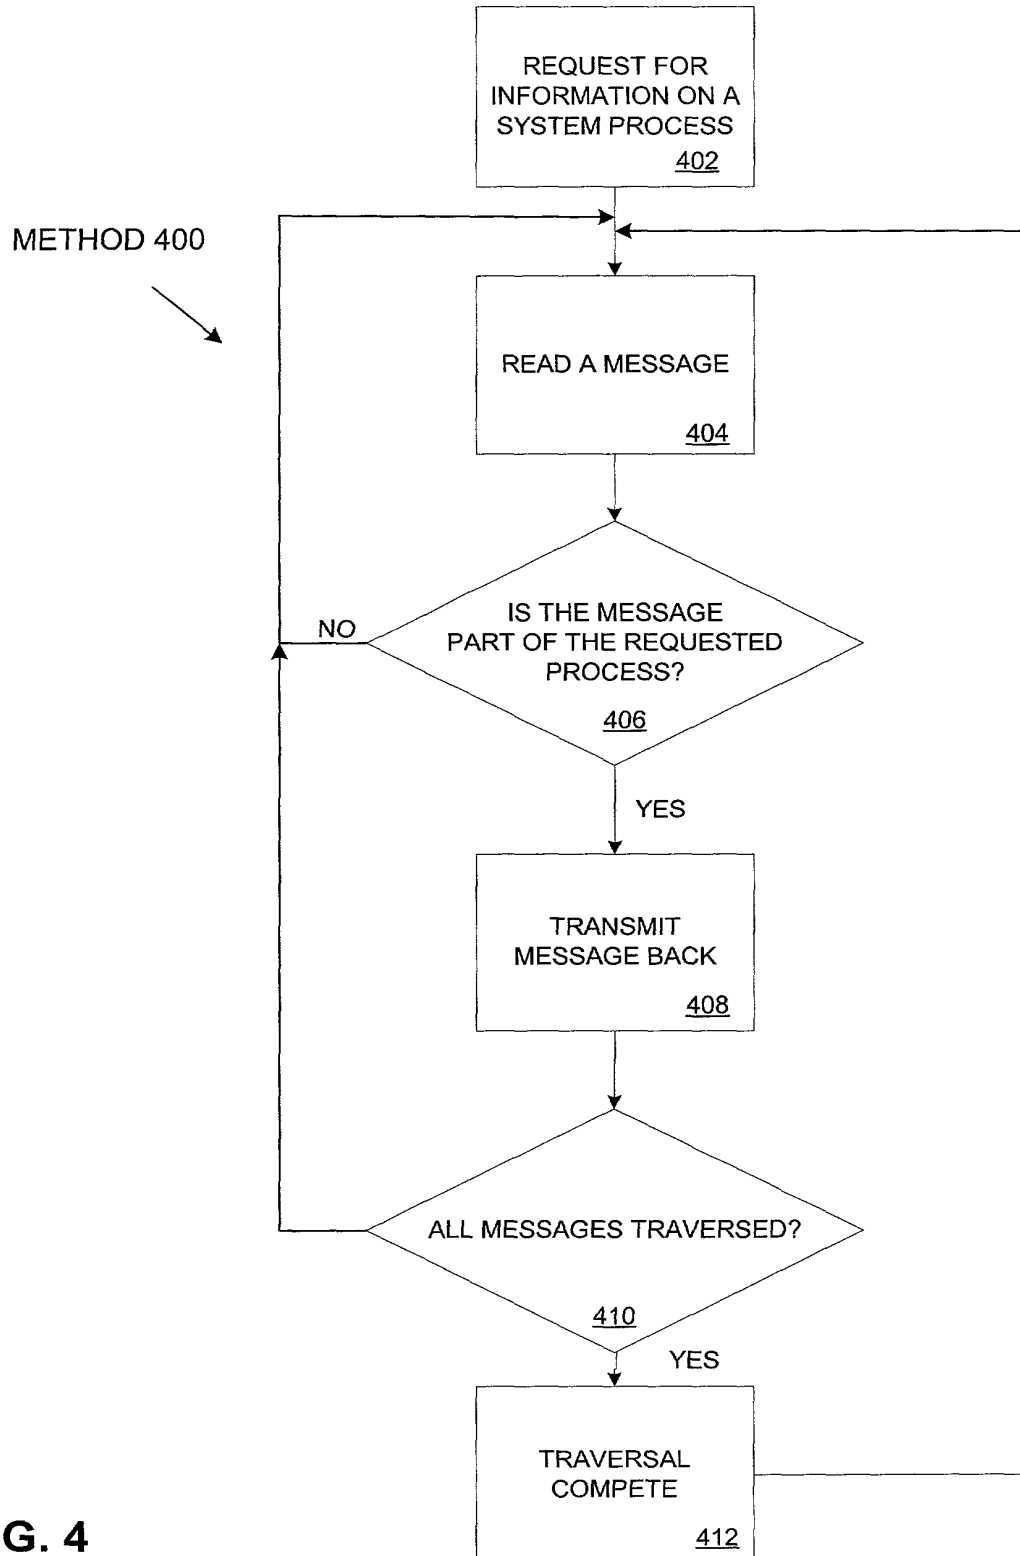 REQUEST FOR
INFORMATION ON A
SYSTEM PROCESS
402
METHOD 400
READ A MESSAGE
404
IS THE MESSAGE
PART OF THE REQUESTED
PROCESS?
406
NO
YES
TRANSMIT
MESSAGE BACK
408
ALL MESSAGES TRAVERSED?
410
YES
TRAVERSAL
COMPETE
412
G. 4